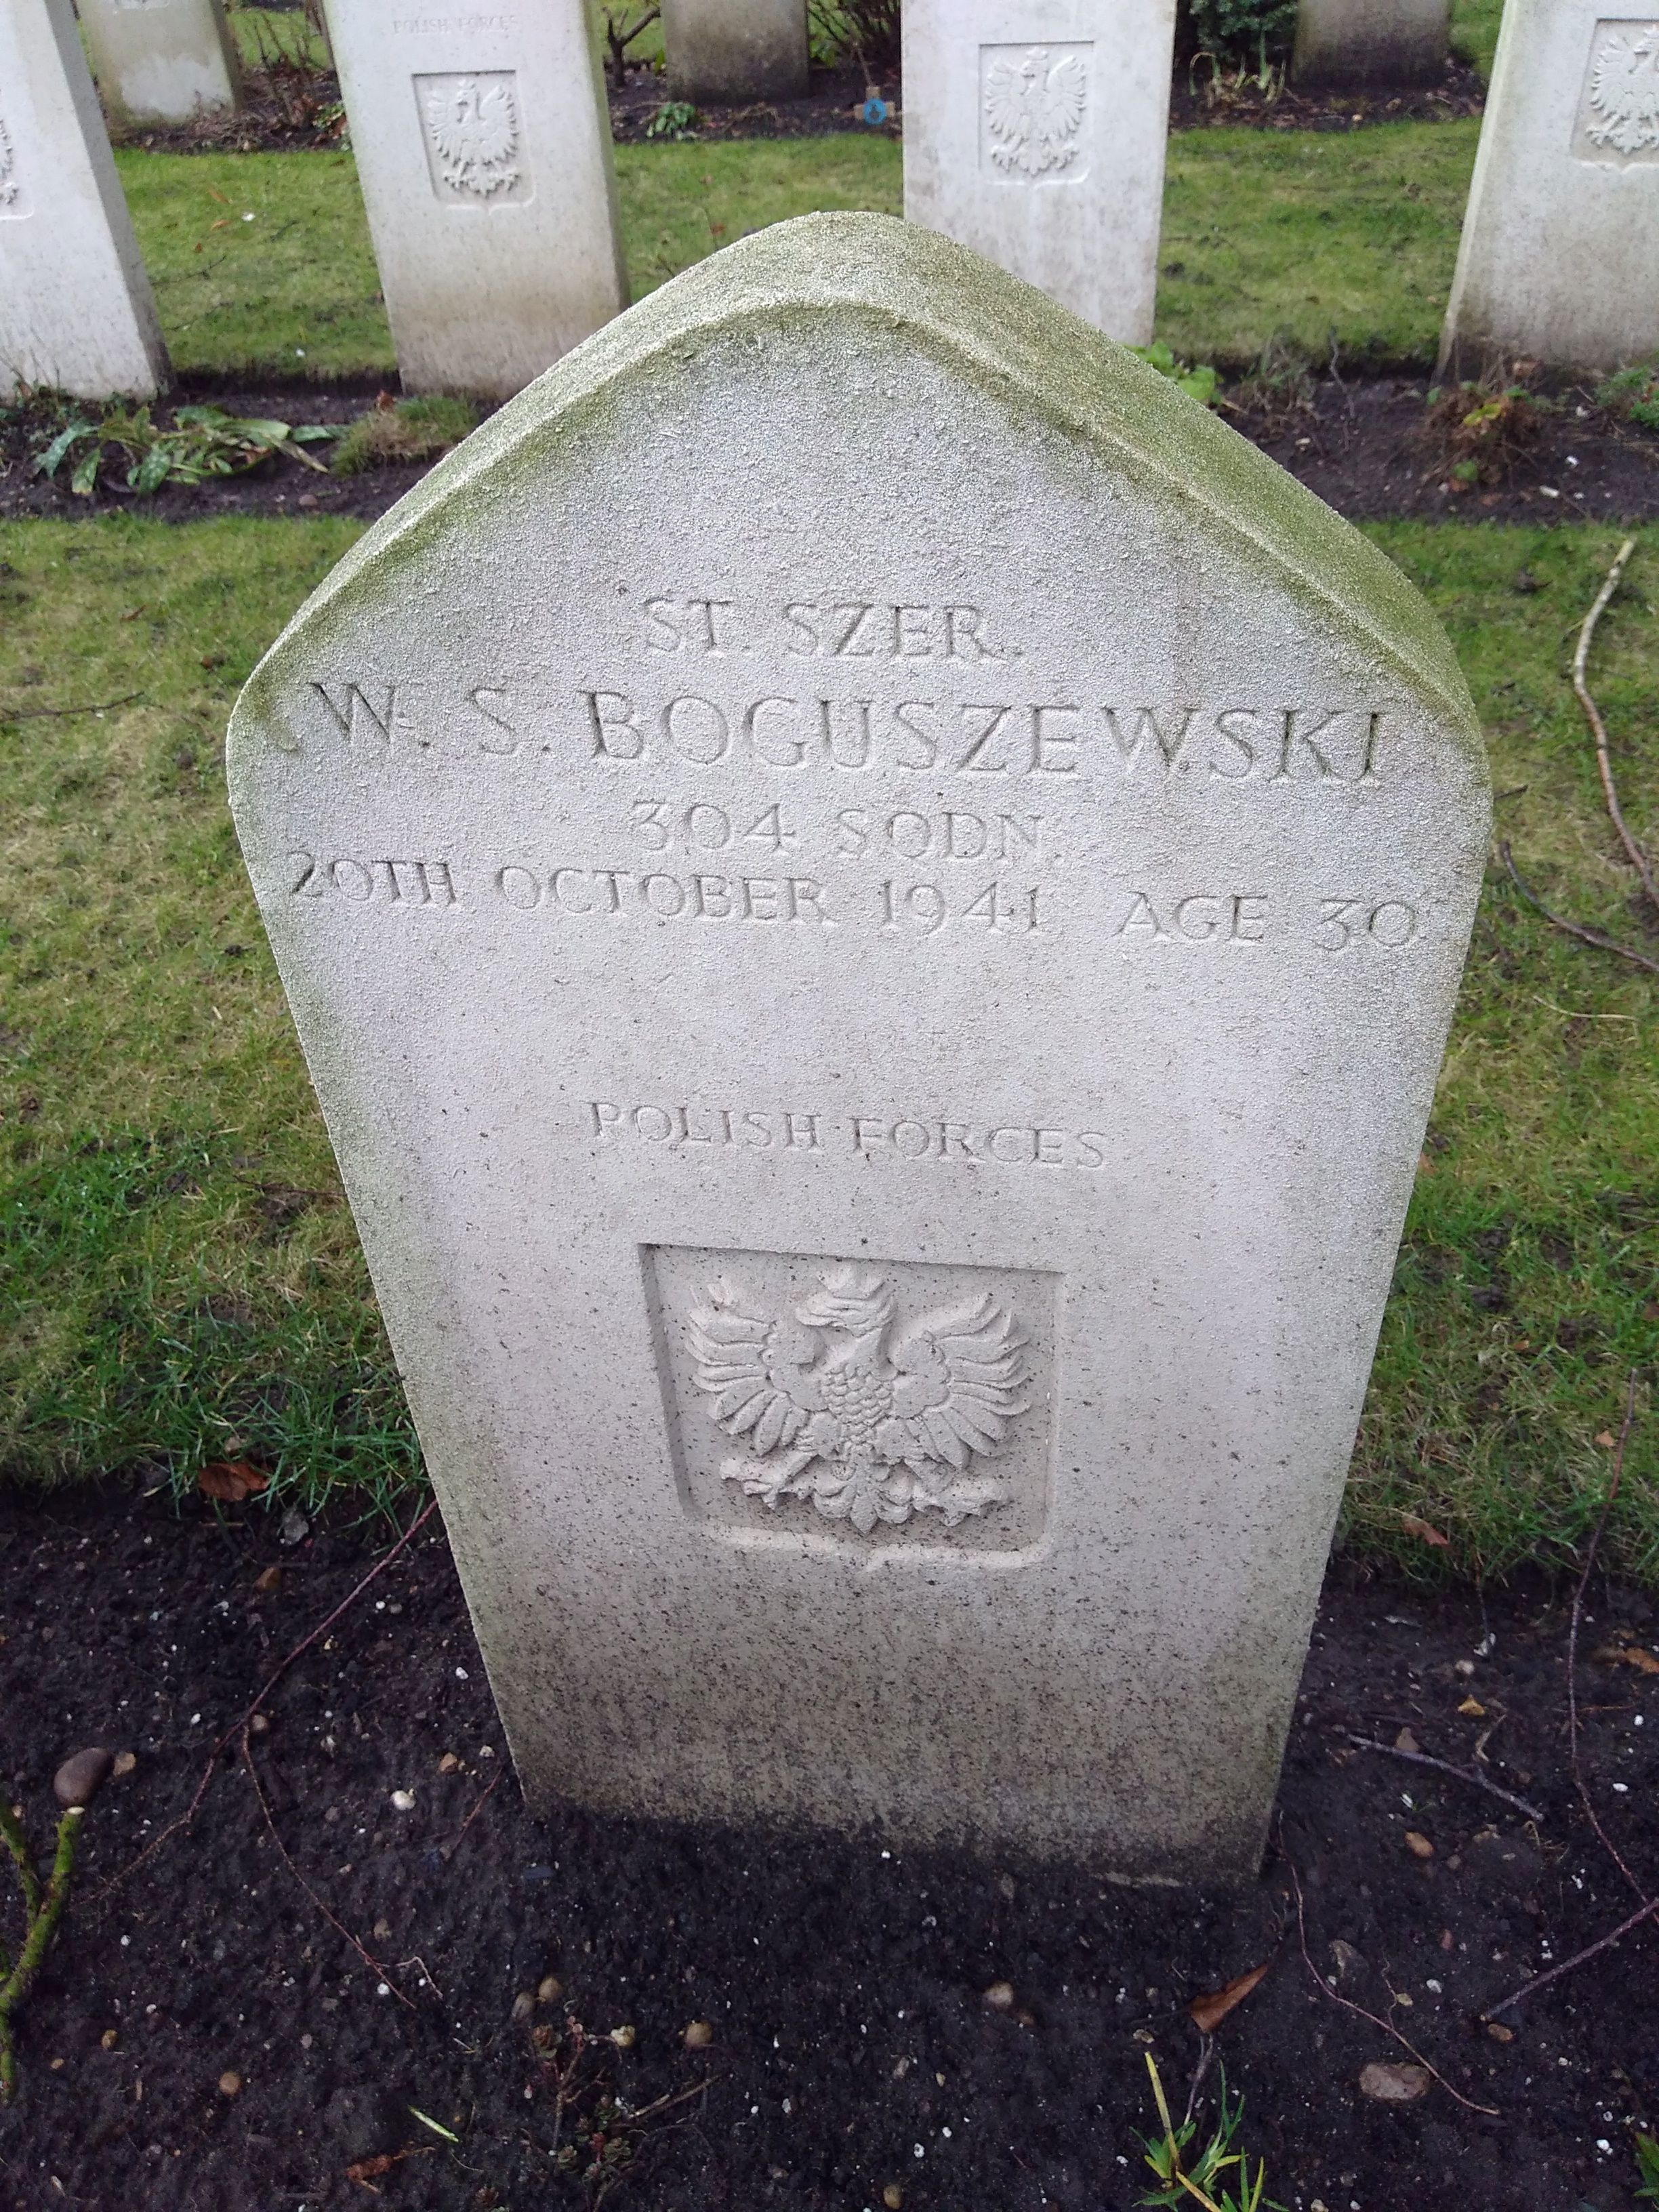 POLISH FORCES
ST. SZER.
W. S. BOGUSZEWSKI
304 SQDN.
20TH OCTOBER 1941 AGE 30
POLISH FORCES